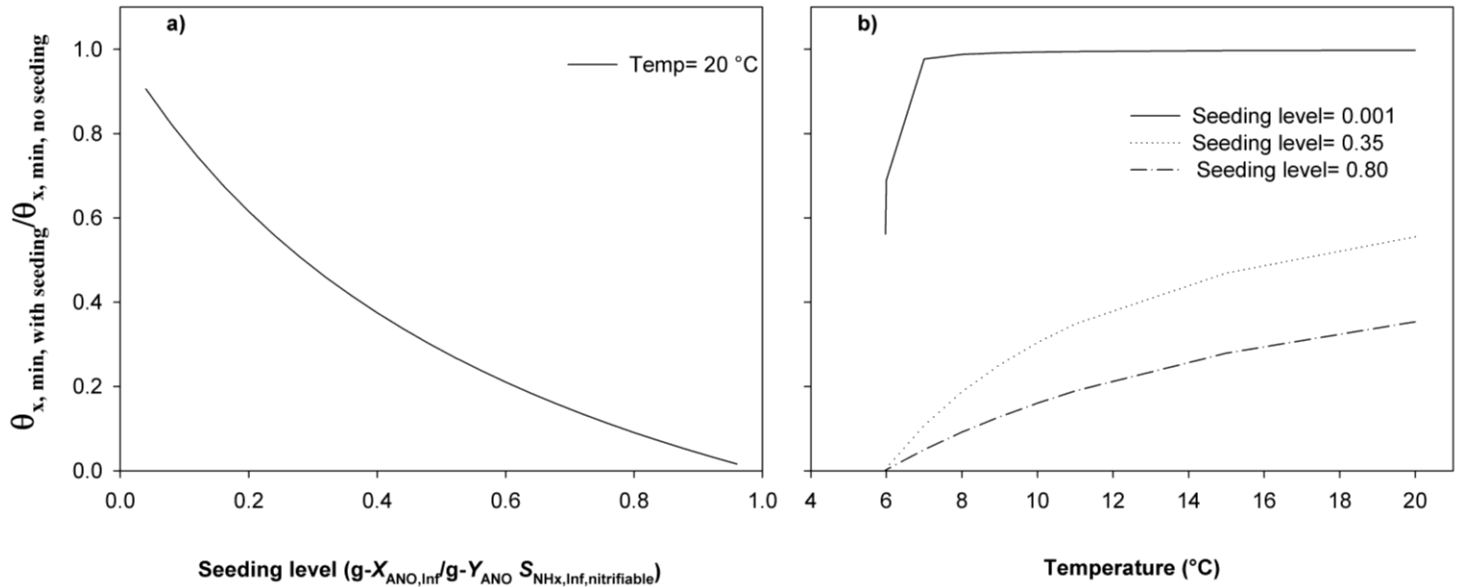 a)
Temp= 20 °C
θx, min, with seeding/θx, min, no seeding
1.0
0.8
0.6
0.4
0.2
0.0
0.0 0.2 0.4 0.6 0.8 1.0
Seeding level (g-XANO,Inf/g-YANO SNHx,Inf,nitrifiable)
b)
Seeding level= 0.001
Seeding level= 0.35
Seeding level= 0.80
4 6 8 10 12 14 16 18 20
Temperature (°C)